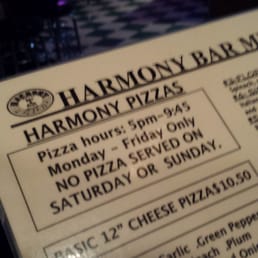 HARMONY BAR
HARMONY PIZZAS
Pizza hours: 5pm-9:45
Monday - Friday Only
NO PIZZA SERVED ON
SATURDAY OR SUNDAY.
BASIC 12" CHEESE PIZZA $10.50
Garlic Green Peppe
Plum